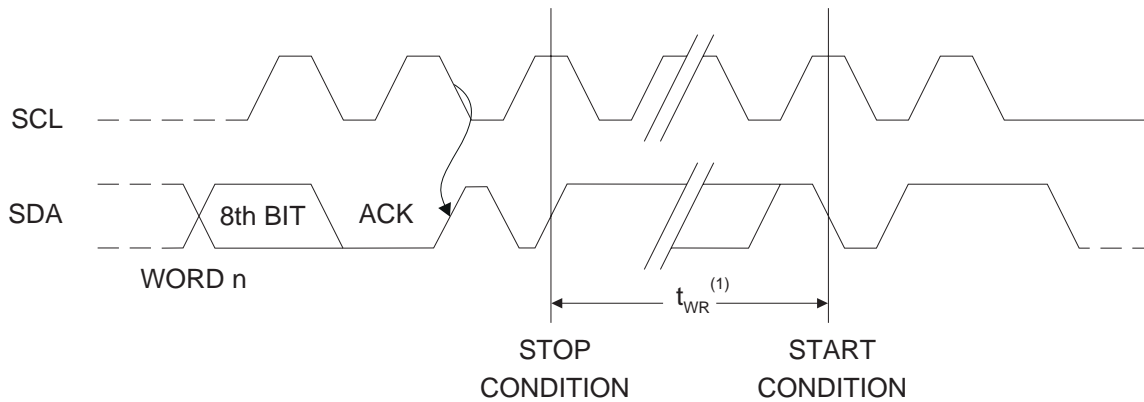 SCL
SDA
8th BIT
ACK
WORD n
tWR(1)
STOP
CONDITION
START
CONDITION